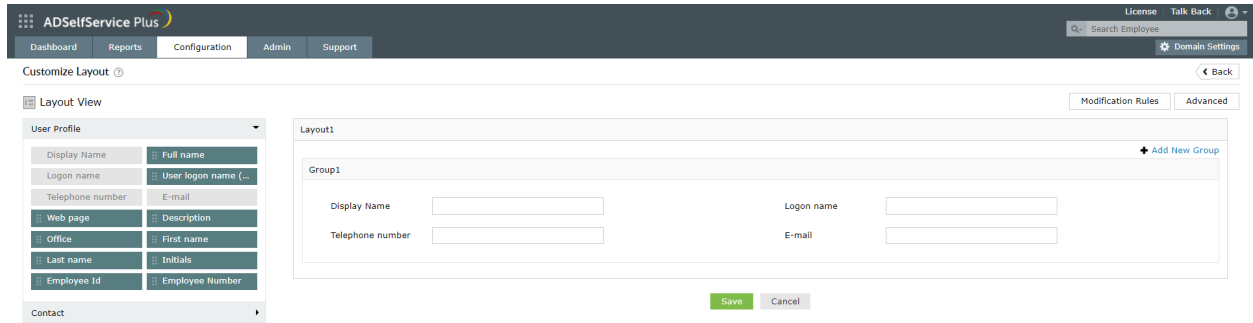 License Talk Back
ADSelfService Plus
Search Employee
Dashboard Reports Configuration Admin Support Domain Settings
Customize Layout ? Back
Layout View Modification Rules Advanced
User Profile
Display Name Full name
Logon name User logon name (...
Telephone number E-mail
Web page Description
Office First name
Last name Initials
Employee Id Employee Number
Contact
Layout1
Add New Group
Group1
Display Name Logon name
Telephone number E-mail
Save Cancel